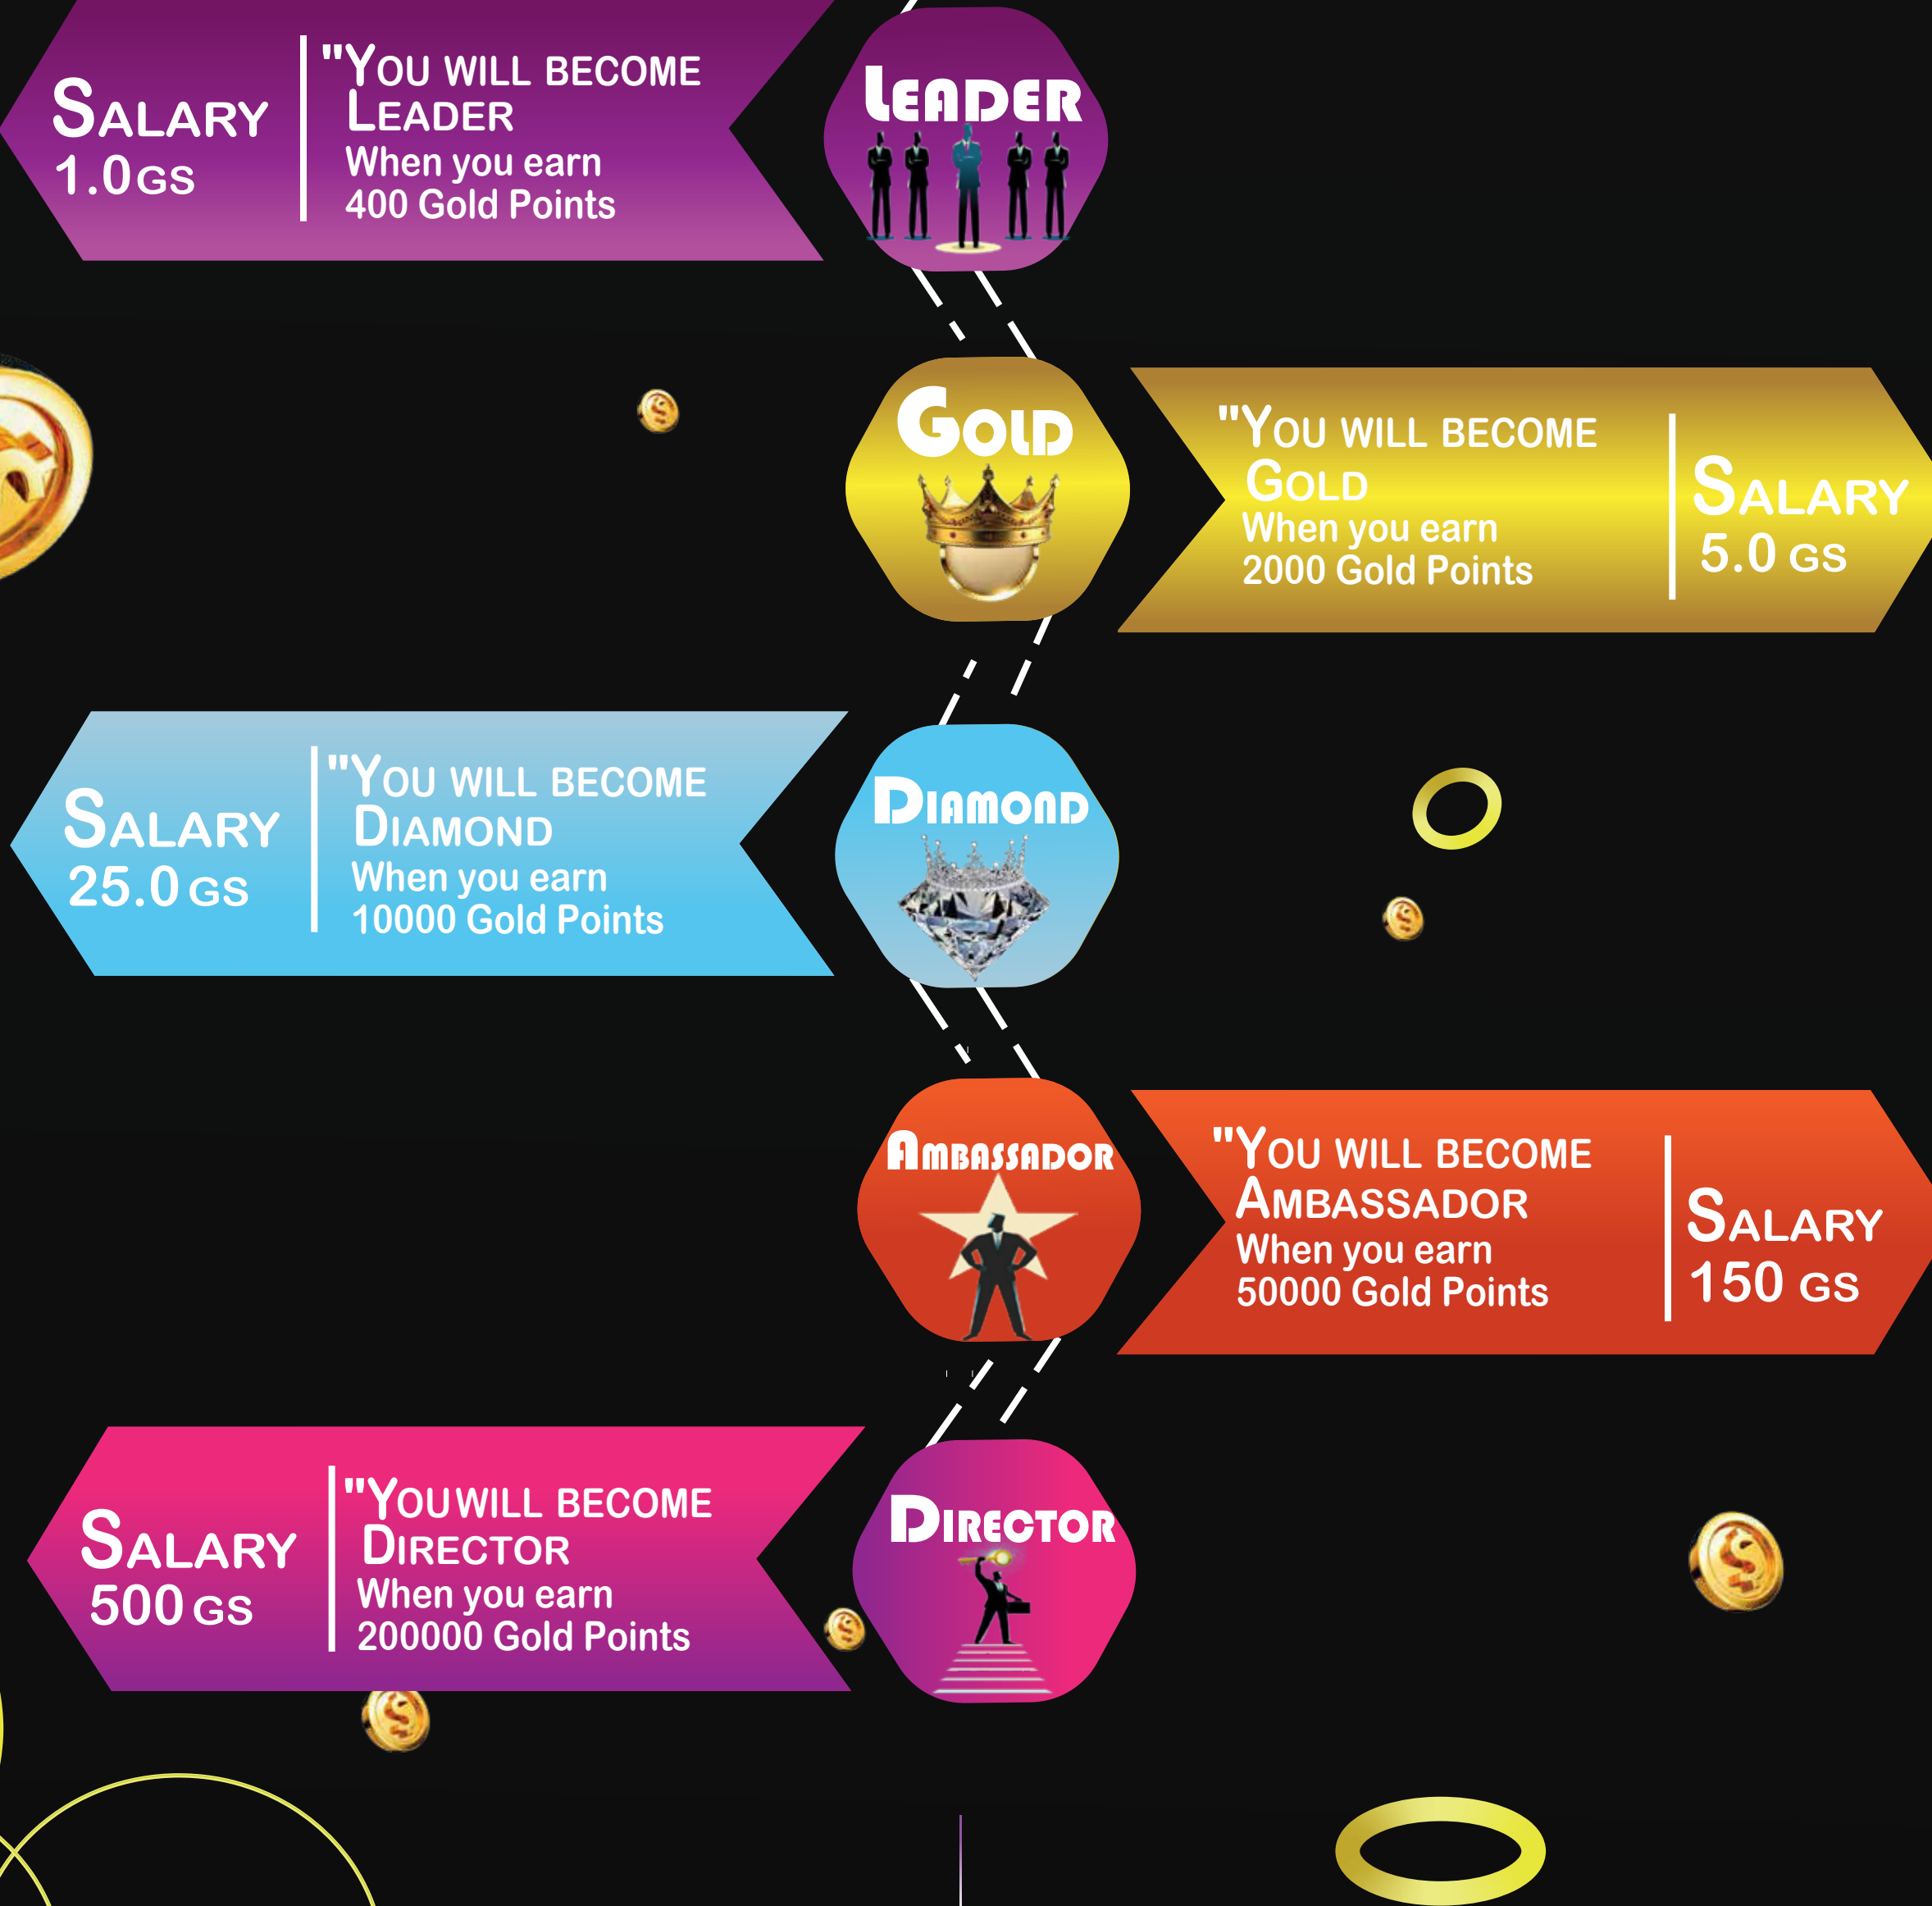 Salary
1.0 GS
"You will become
Leader
When you earn
400 Gold Points
Leader
Gold
"You will become
Gold
When you earn
2000 Gold Points
Salary
5.0 GS
Salary
25.0 GS
"You will become
Diamond
When you earn
10000 Gold Points
Diamond
Ambassador
"You will become
Ambassador
When you earn
50000 Gold Points
Salary
150 GS
Salary
500 GS
"You will become
Director
When you earn
200000 Gold Points
Director